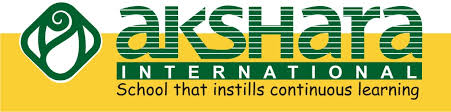 akshara
INTERNATIONAL
School that instills continuous learning